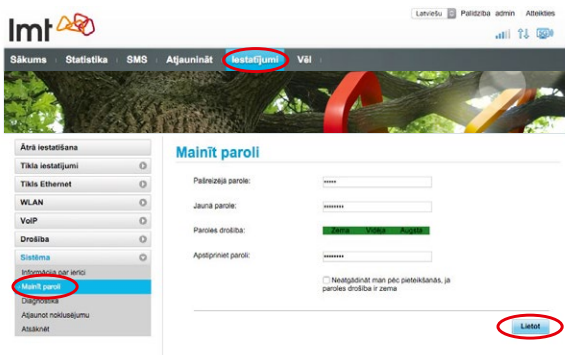 Latviešu Palīdzība admin Atteikties
lmt
Sākums Statistika SMS Atjaunināt Iestatījumi Vēl
Ātrā iestatīšana
Tīkla iestatījumi
Tīkls Ethernet
WLAN
VoIP
Drošība
Sistēma
Informācija par ierīci
Mainīt paroli
Diagnostika
Atjaunot noklusējumu
Atsāknēt
Mainīt paroli
Pašreizējā parole:
Jaunā parole:
Paroles drošība: Zema Vidēja Augsta
Apstipriniet paroli:
Neatgādināt man pēc pieteikšanās, ja
paroles drošība ir zema
Lietot